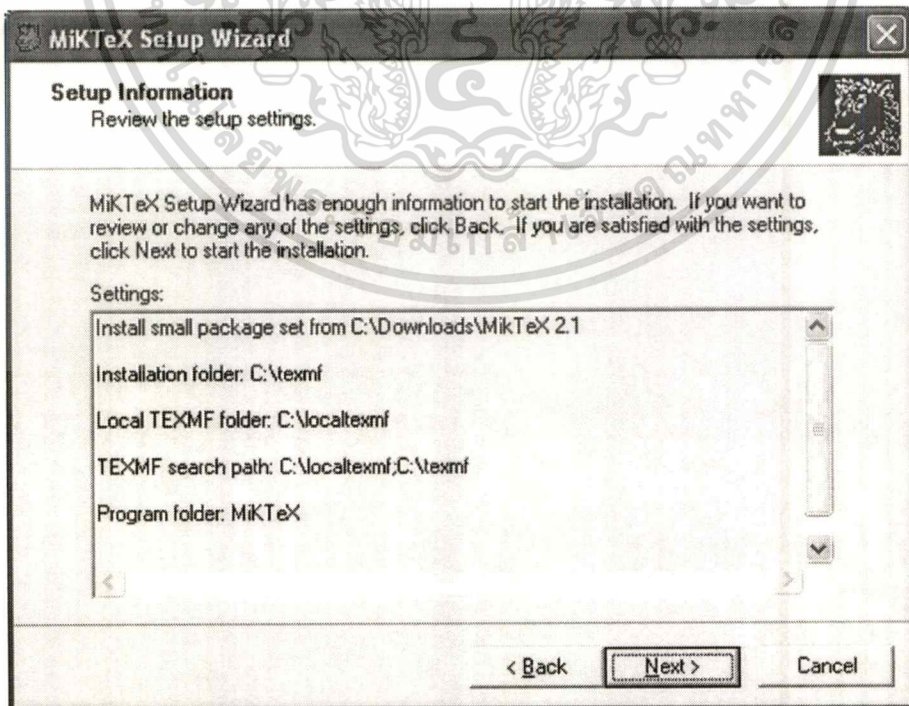 MiKTeX Setup Wizard
Setup Information
Review the setup settings.
MiKTeX Setup Wizard has enough information to start the installation. If you want to
review or change any of the settings, click Back. If you are satisfied with the settings,
click Next to start the installation.
Settings:
Install small package set from C:\Downloads\MikTeX 2.1
Installation folder: C:\texmf
Local TEXMF folder: C:\localtexmf
TEXMF search path: C:\localtexmf;C:\texmf
Program folder: MiKTeX
< Back
Next >
Cancel